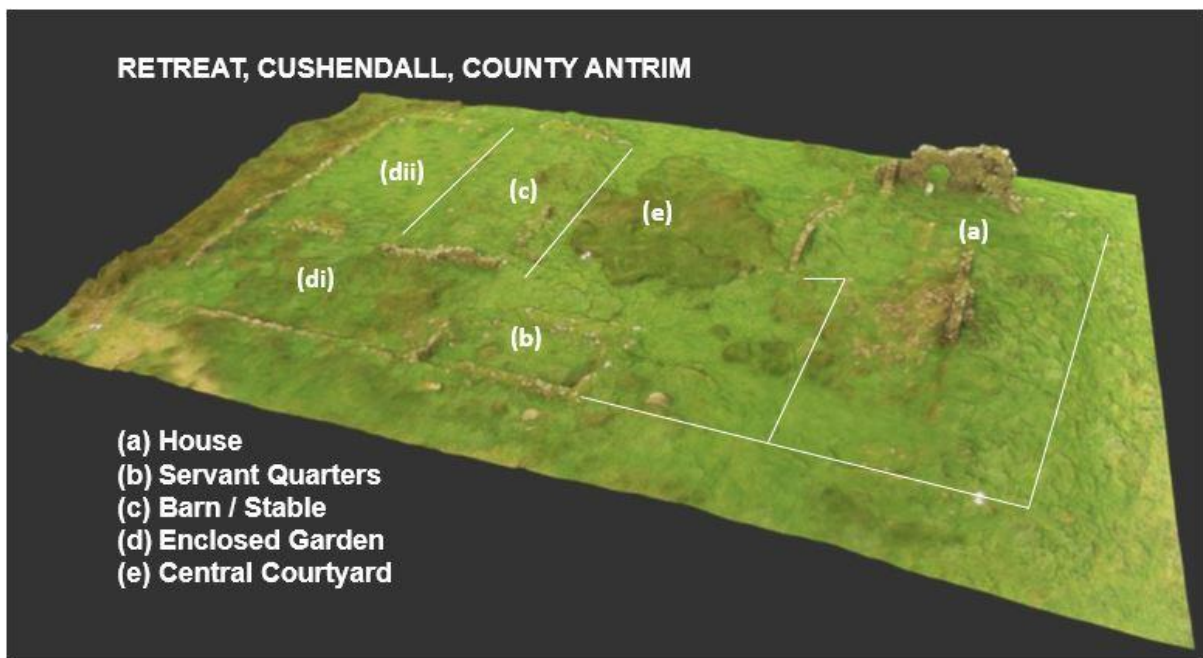 RETREAT, CUSHENDALL, COUNTY ANTRIM
(dii)
(c)
(e)
(a)
(di)
(b)
(a) House
(b) Servant Quarters
(c) Barn / Stable
(d) Enclosed Garden
(e) Central Courtyard